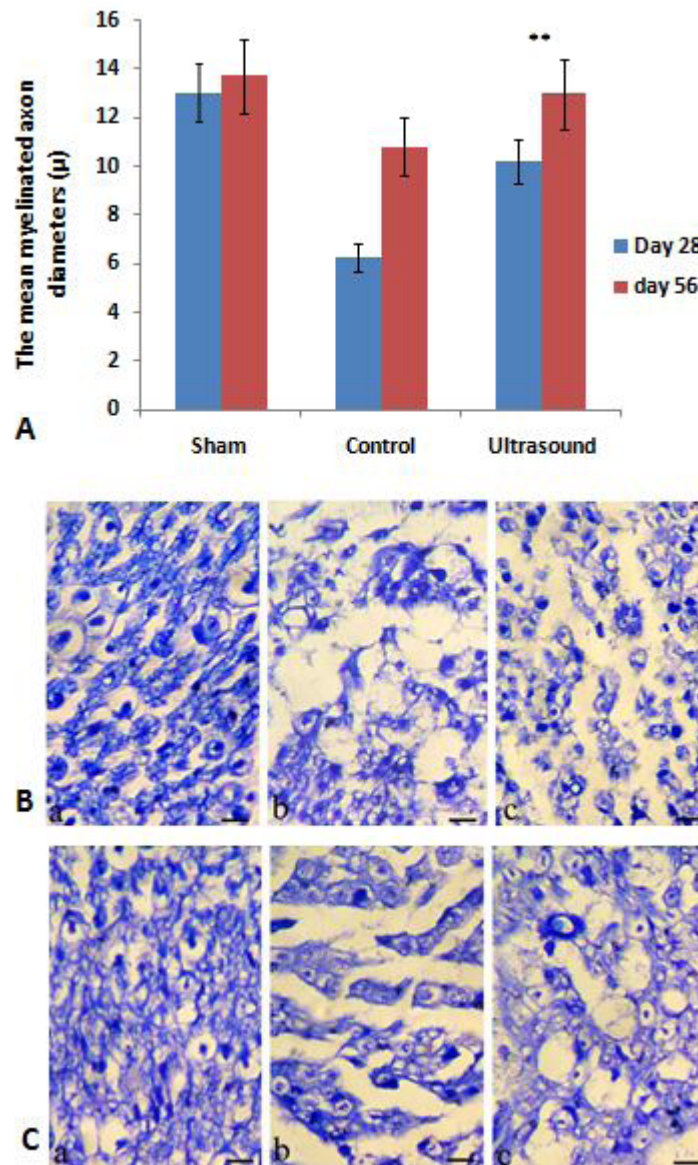 16
14
12
10
8
6
4
2
0
The mean myelinated axon
diameters (µ)
**
Day 28
day 56
A
Sham Control Ultrasound
B
a b c
C
a b c